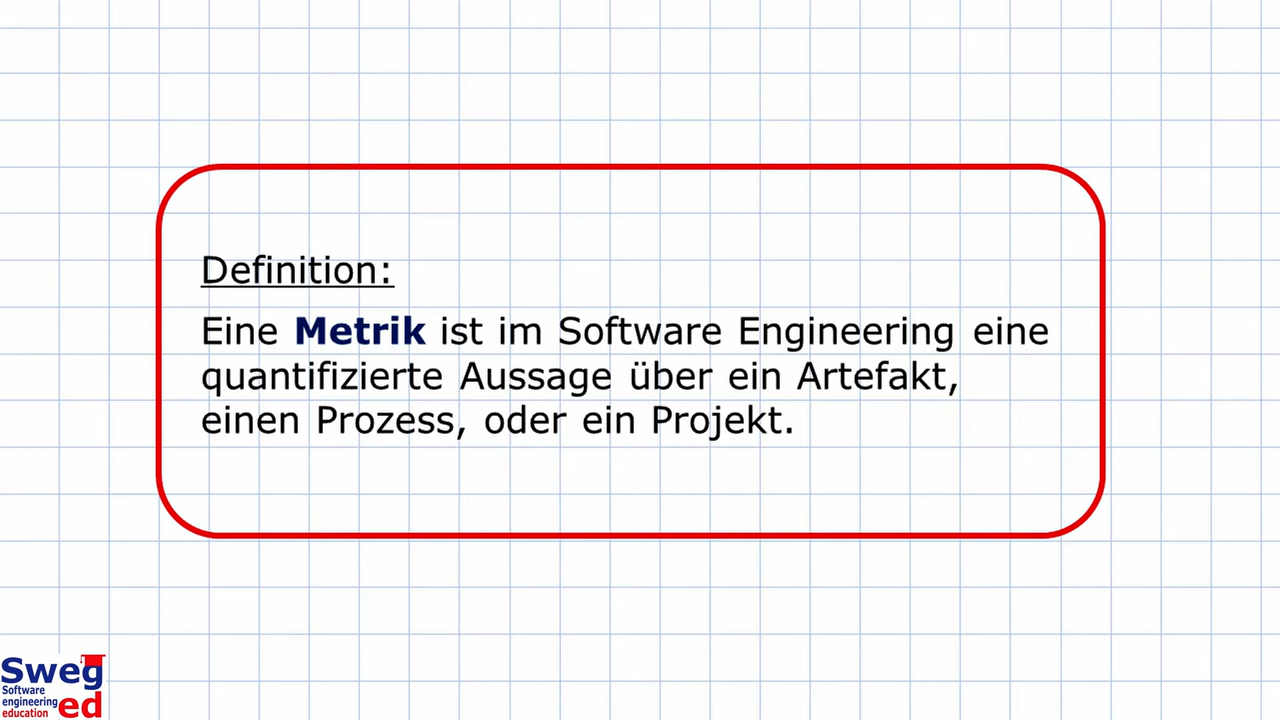 Definition:
Eine Metrik ist im Software Engineering eine
quantifizierte Aussage über ein Artefakt,
einen Prozess, oder ein Projekt.
Sweg
Software
engineering
education
ed